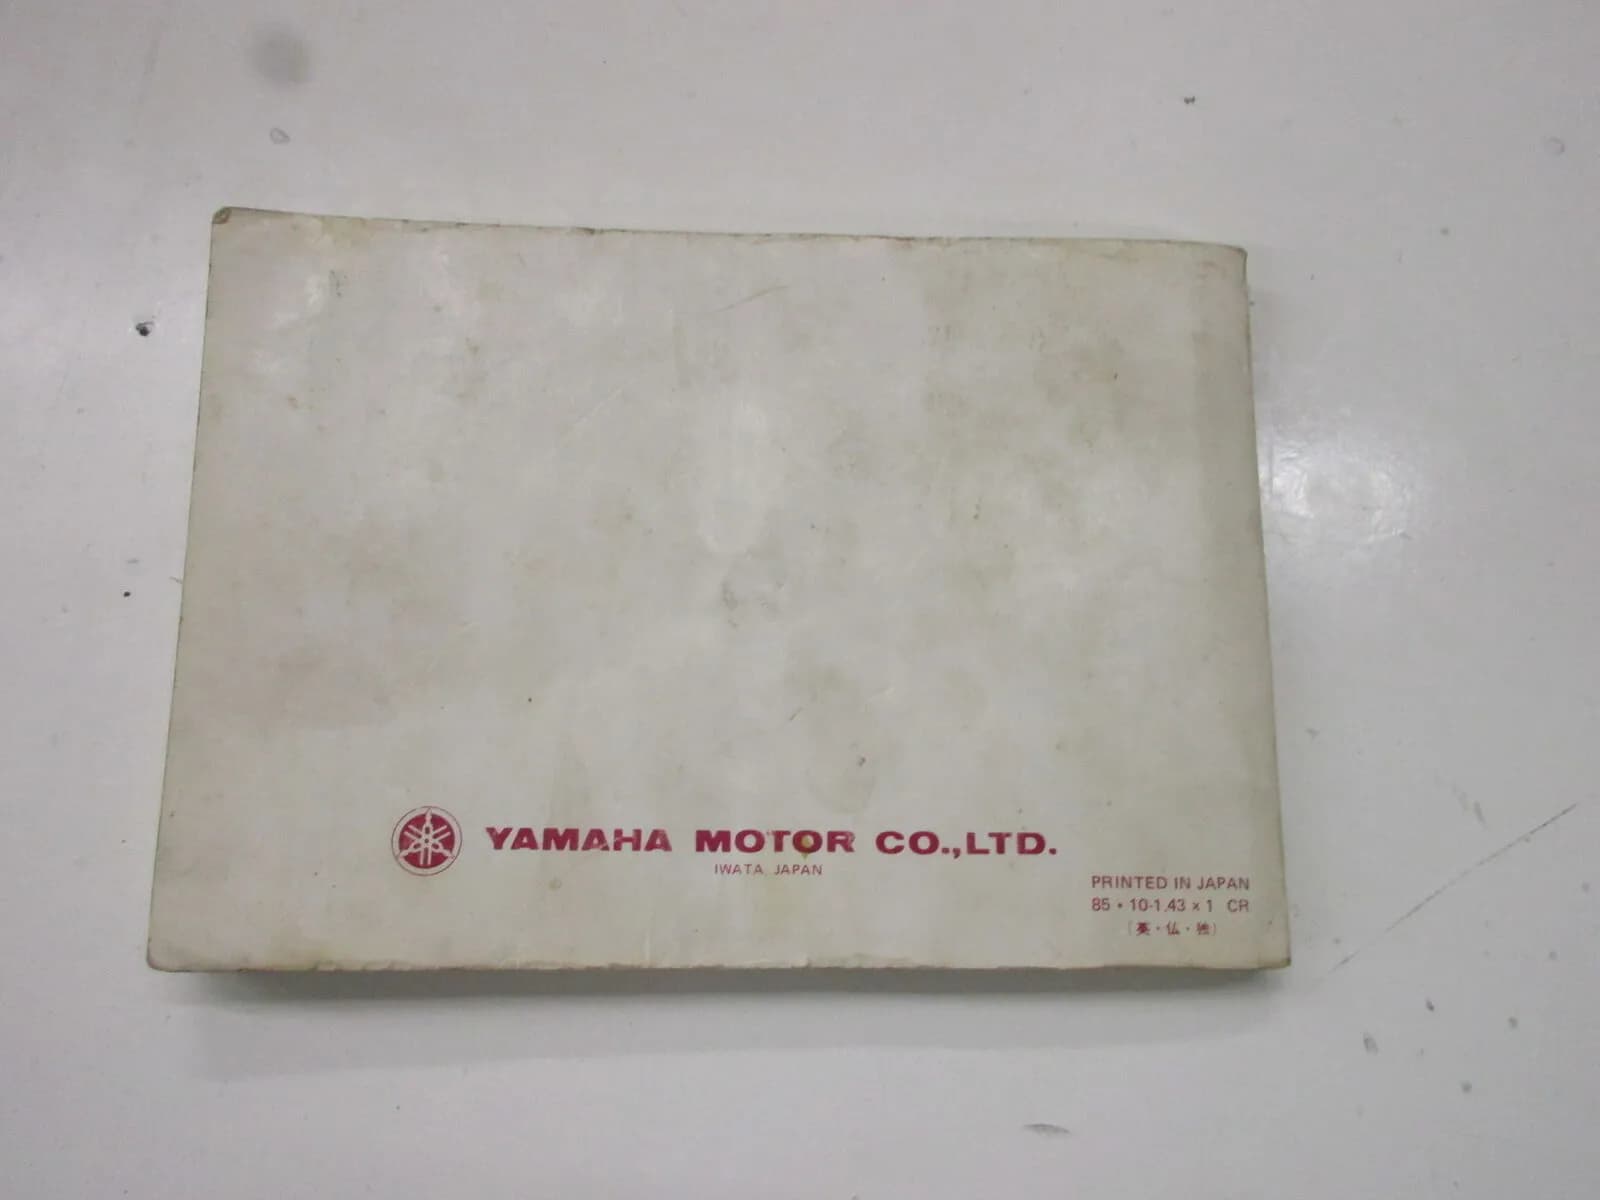 YAMAHA MOTOR CO.,LTD.
IWATA, JAPAN
PRINTED IN JAPAN
85・10-1.43×1 CR
(英・仏・独)